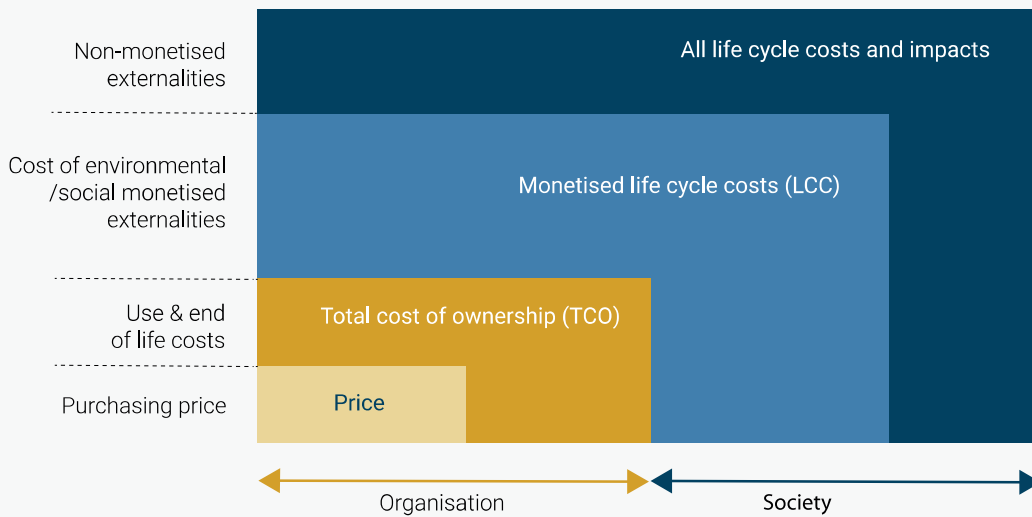 Non-monetised
externalities
All life cycle costs and impacts
Cost of environmental
/social monetised
externalities
Monetised life cycle costs (LCC)
Use & end
of life costs
Total cost of ownership (TCO)
Purchasing price
Price
Organisation
Society